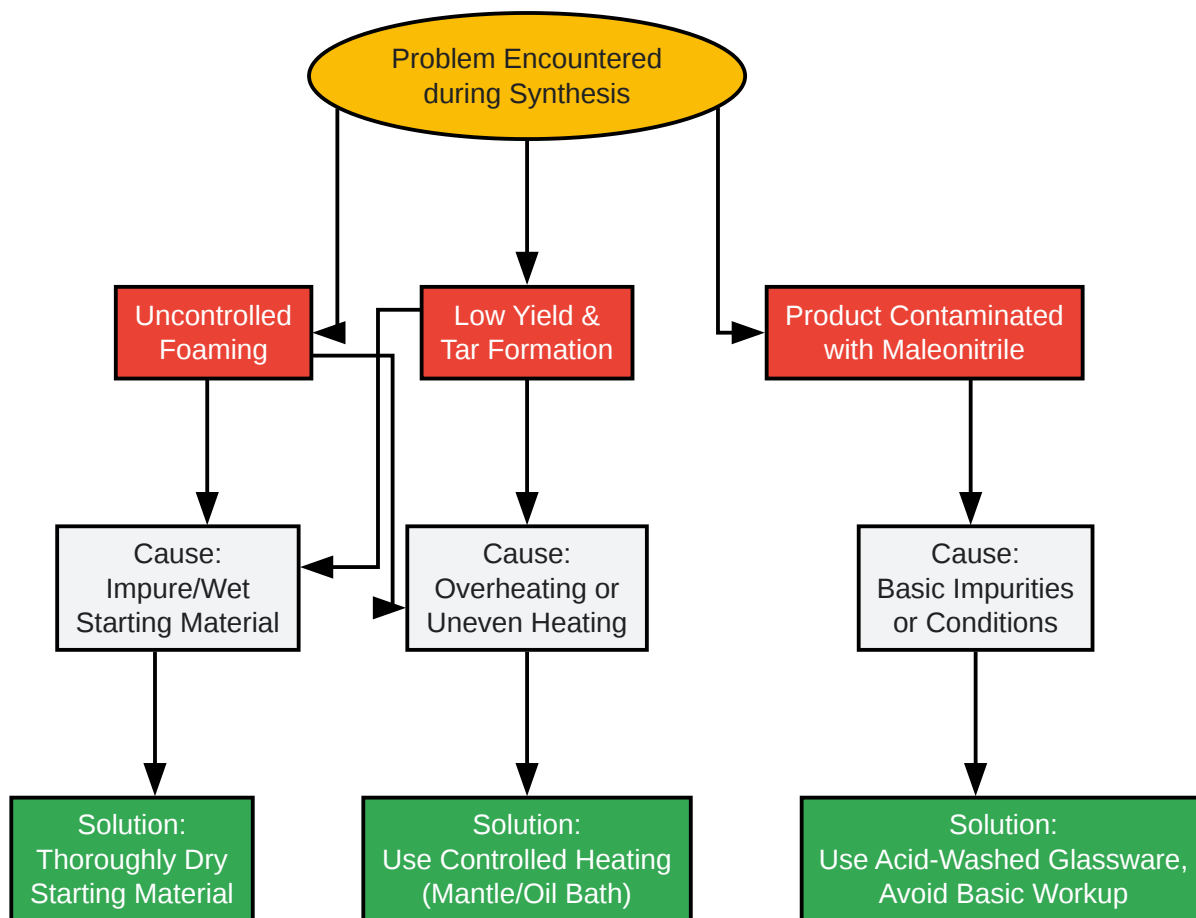 Problem Encountered
during Synthesis
Uncontrolled
Foaming
Low Yield &
Tar Formation
Product Contaminated
with Maleonitrile
Cause:
Impure/Wet
Starting Material
Cause:
Overheating or
Uneven Heating
Cause:
Basic Impurities
or Conditions
Solution:
Thoroughly Dry
Starting Material
Solution:
Use Controlled Heating
(Mantle/Oil Bath)
Solution:
Use Acid-Washed Glassware,
Avoid Basic Workup